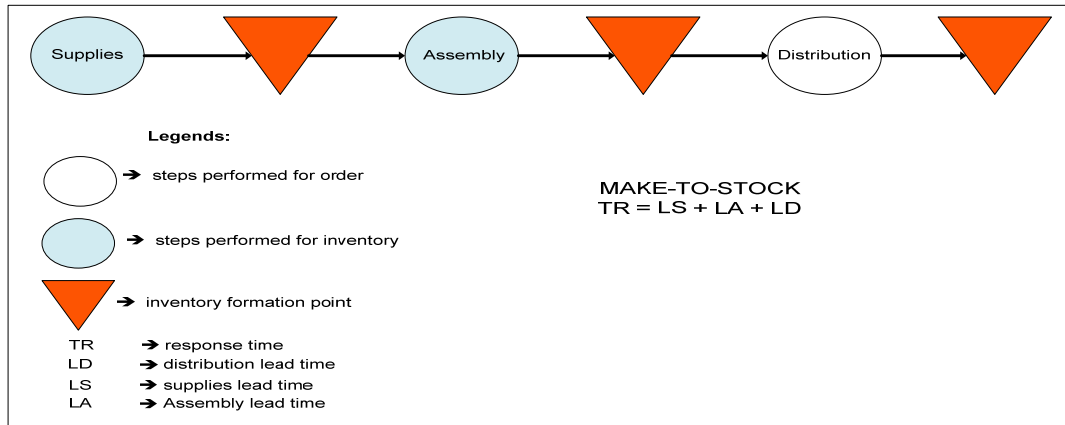 Supplies
Assembly
Distribution
Legends:
➔ steps performed for order
MAKE-TO-STOCK
TR = LS + LA + LD
➔ steps performed for inventory
➔ inventory formation point
TR ➔ response time
LD ➔ distribution lead time
LS ➔ supplies lead time
LA ➔ Assembly lead time